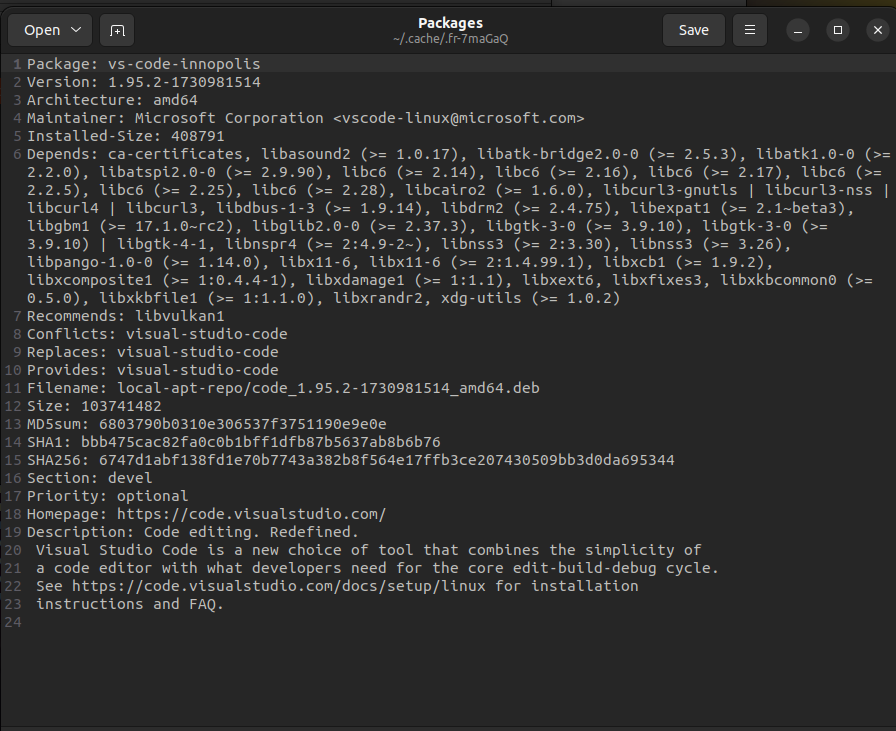 Open
Packages
~/.cache/.fr-7maGaQ
Save
1 Package: vs-code-innopolis
2 Version: 1.95.2-1730981514
3 Architecture: amd64
4 Maintainer: Microsoft Corporation <vscode-linux@microsoft.com>
5 Installed-Size: 408791
6 Depends: ca-certificates, libasound2 (>= 1.0.17), libatk-bridge2.0-0 (>= 2.5.3), libatk1.0-0 (>=
2.2.0), libatspi2.0-0 (>= 2.9.90), libc6 (>= 2.14), libc6 (>= 2.16), libc6 (>= 2.17), libc6 (>=
2.2.5), libc6 (>= 2.25), libc6 (>= 2.28), libcairo2 (>= 1.6.0), libcurl3-gnutls | libcurl3-nss |
libcurl4 | libcurl3, libdbus-1-3 (>= 1.9.14), libdrm2 (>= 2.4.75), libexpat1 (>= 2.1~beta3),
libgbm1 (>= 17.1.0~rc2), libglib2.0-0 (>= 2.37.3), libgtk-3-0 (>= 3.9.10), libgtk-3-0 (>=
3.9.10) | libgtk-4-1, libnspr4 (>= 2:4.9-2~), libnss3 (>= 2:3.30), libnss3 (>= 3.26),
libpango-1.0-0 (>= 1.14.0), libx11-6, libx11-6 (>= 2:1.4.99.1), libxcb1 (>= 1.9.2),
libxcomposite1 (>= 1:0.4.4-1), libxdamage1 (>= 1:1.1), libxext6, libxfixes3, libxkbcommon0 (>=
0.5.0), libxkbfile1 (>= 1:1.1.0), libxrandr2, xdg-utils (>= 1.0.2)
7 Recommends: libvulkan1
8 Conflicts: visual-studio-code
9 Replaces: visual-studio-code
10 Provides: visual-studio-code
11 Filename: local-apt-repo/code_1.95.2-1730981514_amd64.deb
12 Size: 103741482
13 MD5sum: 6803790b0310e306537f3751190e9e0e
14 SHA1: bbb475cac82fa0c0b1bff1dfb87b5637ab8b6b76
15 SHA256: 6747d1abf138fd1e70b7743a382b8f564e17ffb3ce207430509bb3d0da695344
16 Section: devel
17 Priority: optional
18 Homepage: https://code.visualstudio.com/
19 Description: Code editing. Redefined.
20 Visual Studio Code is a new choice of tool that combines the simplicity of
21 a code editor with what developers need for the core edit-build-debug cycle.
22 See https://code.visualstudio.com/docs/setup/linux for installation
23 instructions and FAQ.
24